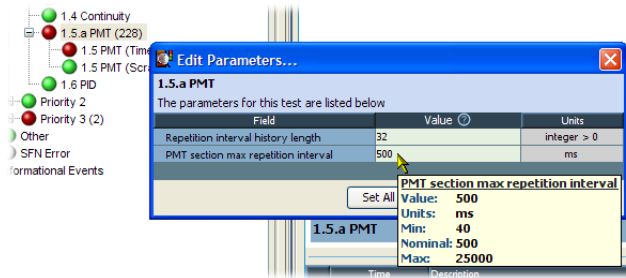 1.4 Continuity
1.5.a PMT (228)
1.5 PMT (Time
1.5 PMT (Scra
1.6 PID
Priority 2
Priority 3 (2)
Other
SFN Error
formational Events
Edit Parameters...
1.5.a PMT
The parameters for this test are listed below
Field Value ? Units
Repetition interval history length 32 integer > 0
PMT section max repetition interval 500 ms
Set All
PMT section max repetition interval
Value: 500
Units: ms
Min: 40
Nominal: 500
Max: 25000
1.5.a PMT
Time Description